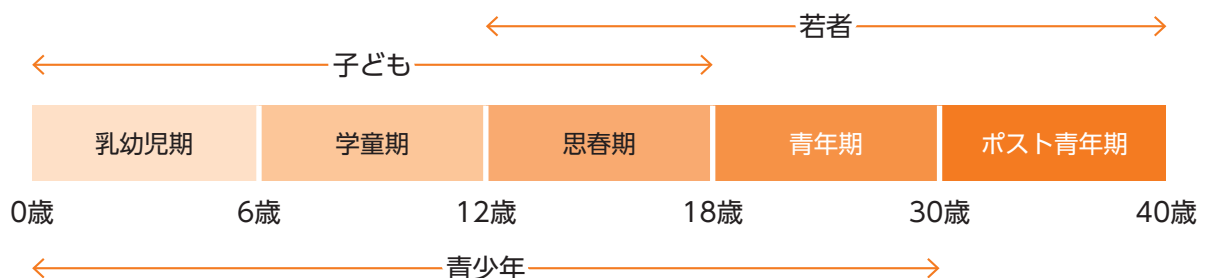 若者
子ども
乳幼児期 学童期 思春期 青年期 ポスト青年期
0歳 6歳 12歳 18歳 30歳 40歳
青少年